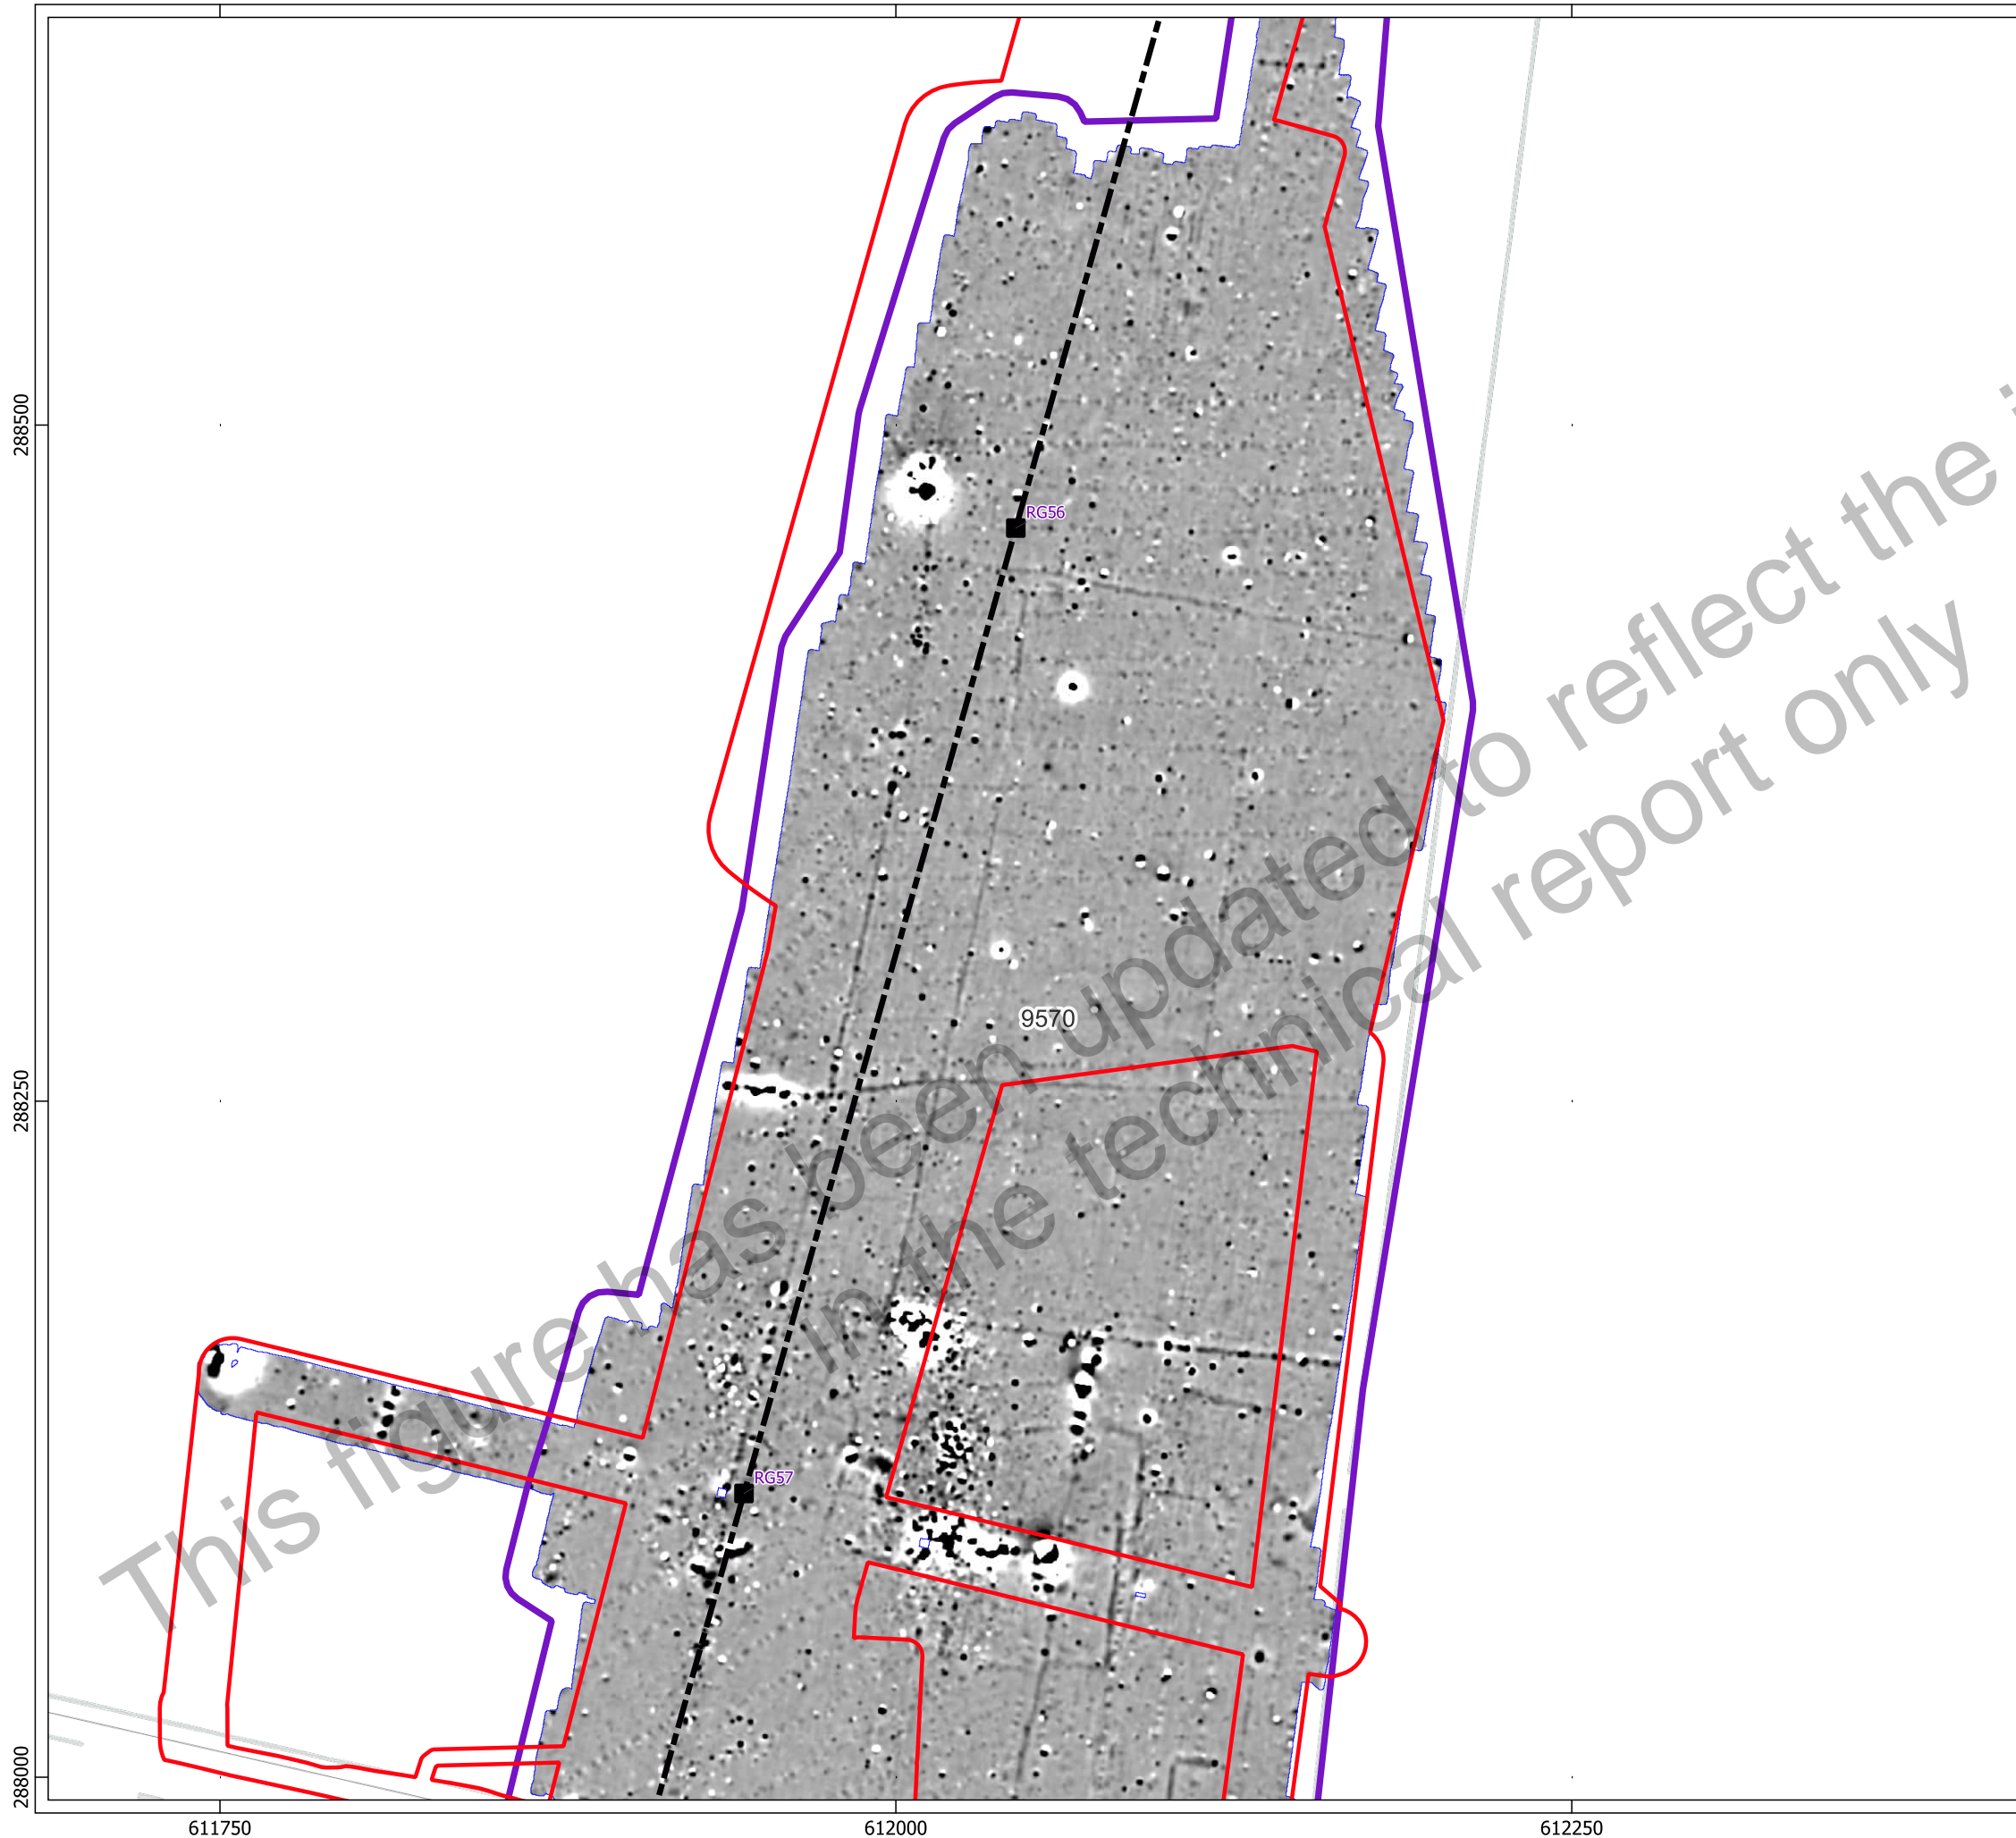 288500
288250
288000
611750
612000
612250
RG56
9570
RG57
This figure has been updated to reflect the
in the technical report only